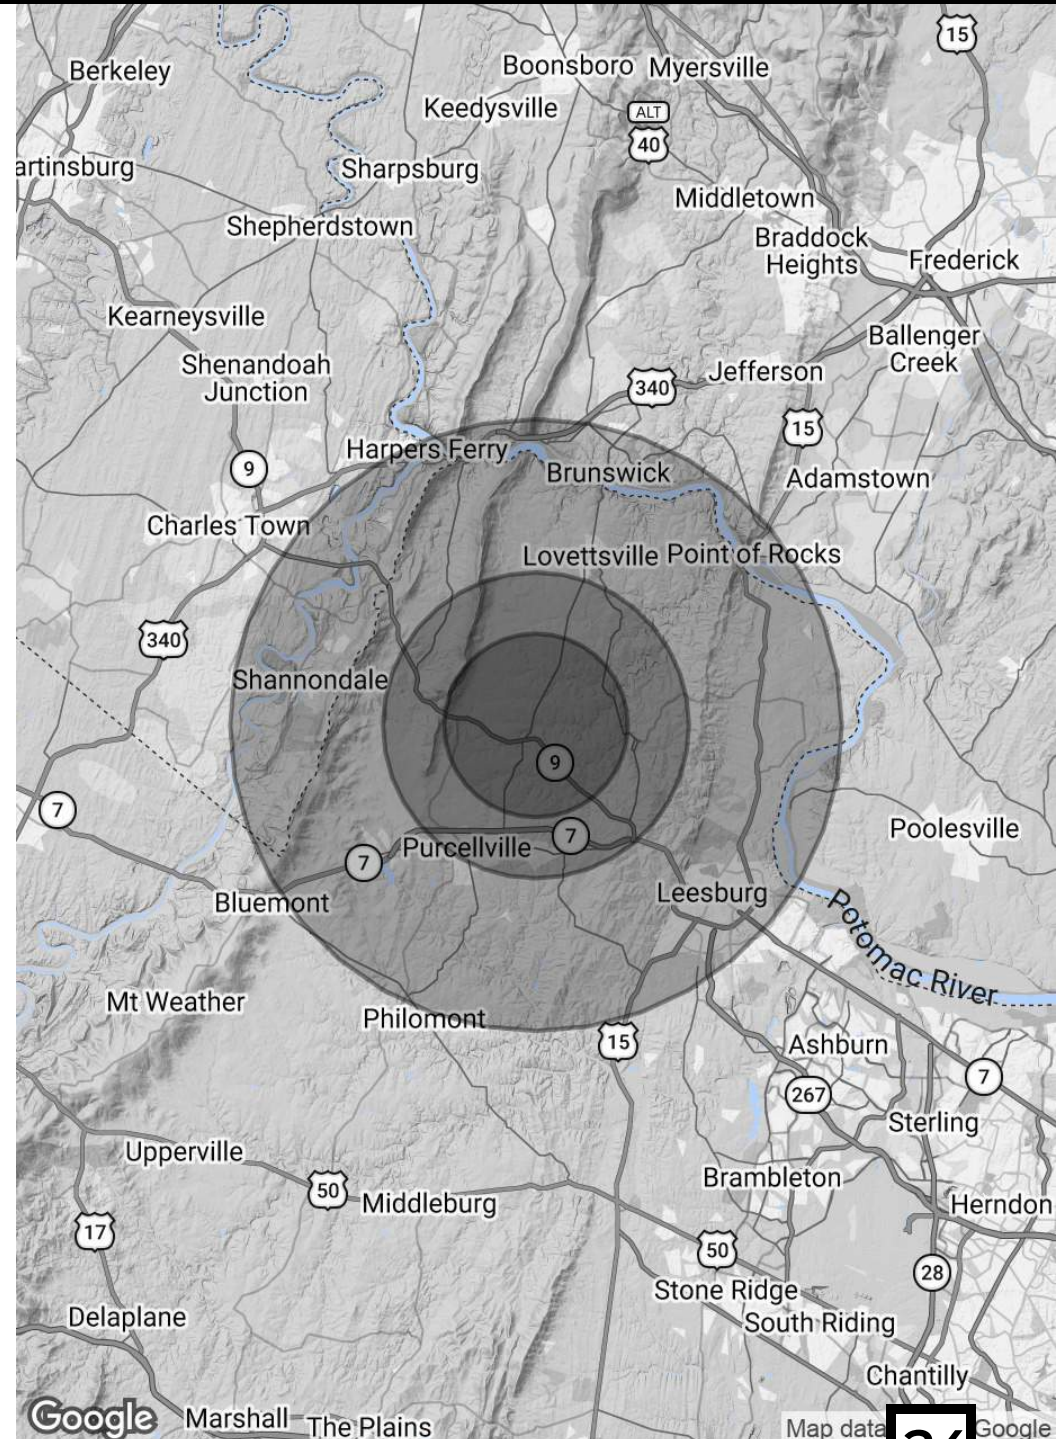 15
Boonsboro Myersville
Berkeley
Keedysville
ALT
40
artinsburg
Sharpsburg
Middletown
Shepherdstown
Braddock
Heights
Frederick
Kearneysville
Ballenger
Creek
Shenandoah
Junction
Jefferson
340
15
Harpers Ferry
9
Brunswick
Adamstown
Charles Town
Lovettsville Point of Rocks
340
Shannondale
9
7
Poolesville
7
Purcellville
7
Leesburg
Bluemont
Potomac River
Mt Weather
Philomont
15
Ashburn
7
267
Sterling
Upperville
Brambleton
50
Middleburg
Herndon
17
50
28
Stone Ridge
Delaplane
South Riding
Chantilly
Google
Marshall
The Plains
Map data
Google